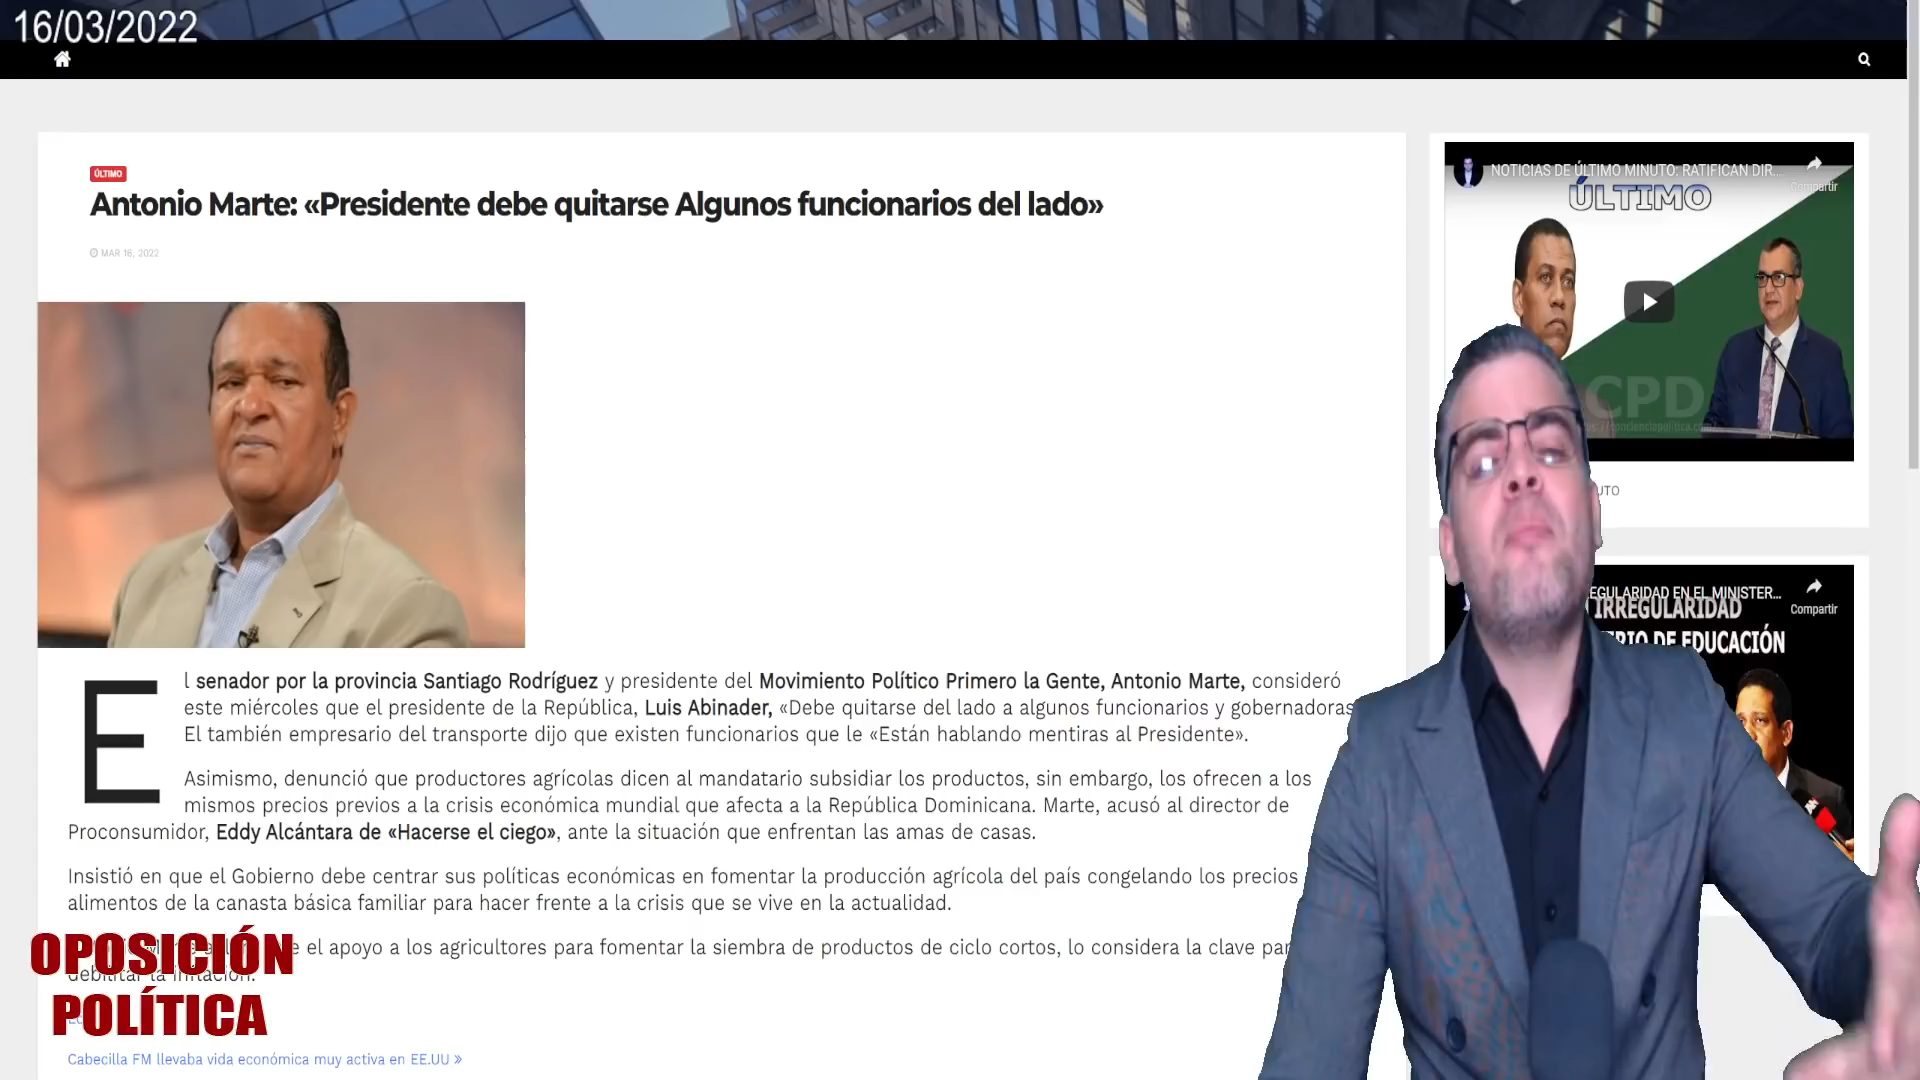 16/03/2022
ÚLTIMO
Antonio Marte: «Presidente debe quitarse Algunos funcionarios del lado»
MAR 16, 2022
El senador por la provincia Santiago Rodríguez y presidente del Movimiento Político Primero la Gente, Antonio Marte, consideró
este miércoles que el presidente de la República, Luis Abinader, «Debe quitarse del lado a algunos funcionarios y gobernadoras
El también empresario del transporte dijo que existen funcionarios que le «Están hablando mentiras al Presidente».
Asimismo, denunció que productores agrícolas dicen al mandatario subsidiar los productos, sin embargo, los ofrecen a los
mismos precios previos a la crisis económica mundial que afecta a la República Dominicana. Marte, acusó al director de
Proconsumidor, Eddy Alcántara de «Hacerse el ciego», ante la situación que enfrentan las amas de casas.
Insistió en que el Gobierno debe centrar sus políticas económicas en fomentar la producción agrícola del país congelando los precios
alimentos de la canasta básica familiar para hacer frente a la crisis que se vive en la actualidad.
el apoyo a los agricultores para fomentar la siembra de productos de ciclo cortos, lo considera la clave
debilitar la inflación.
OPOSICIÓN
POLÍTICA
Cabecilla FM llevaba vida económica muy activa en EE.UU »
NOTICIAS DE ÚLTIMO MINUTO: RATIFICAN DIR...
Compartir
ÚLTIMO
CPD
EGULARIDAD EN EL MINISTER...
Compartir
IRREGULARIDAD
DE EDUCACIÓN